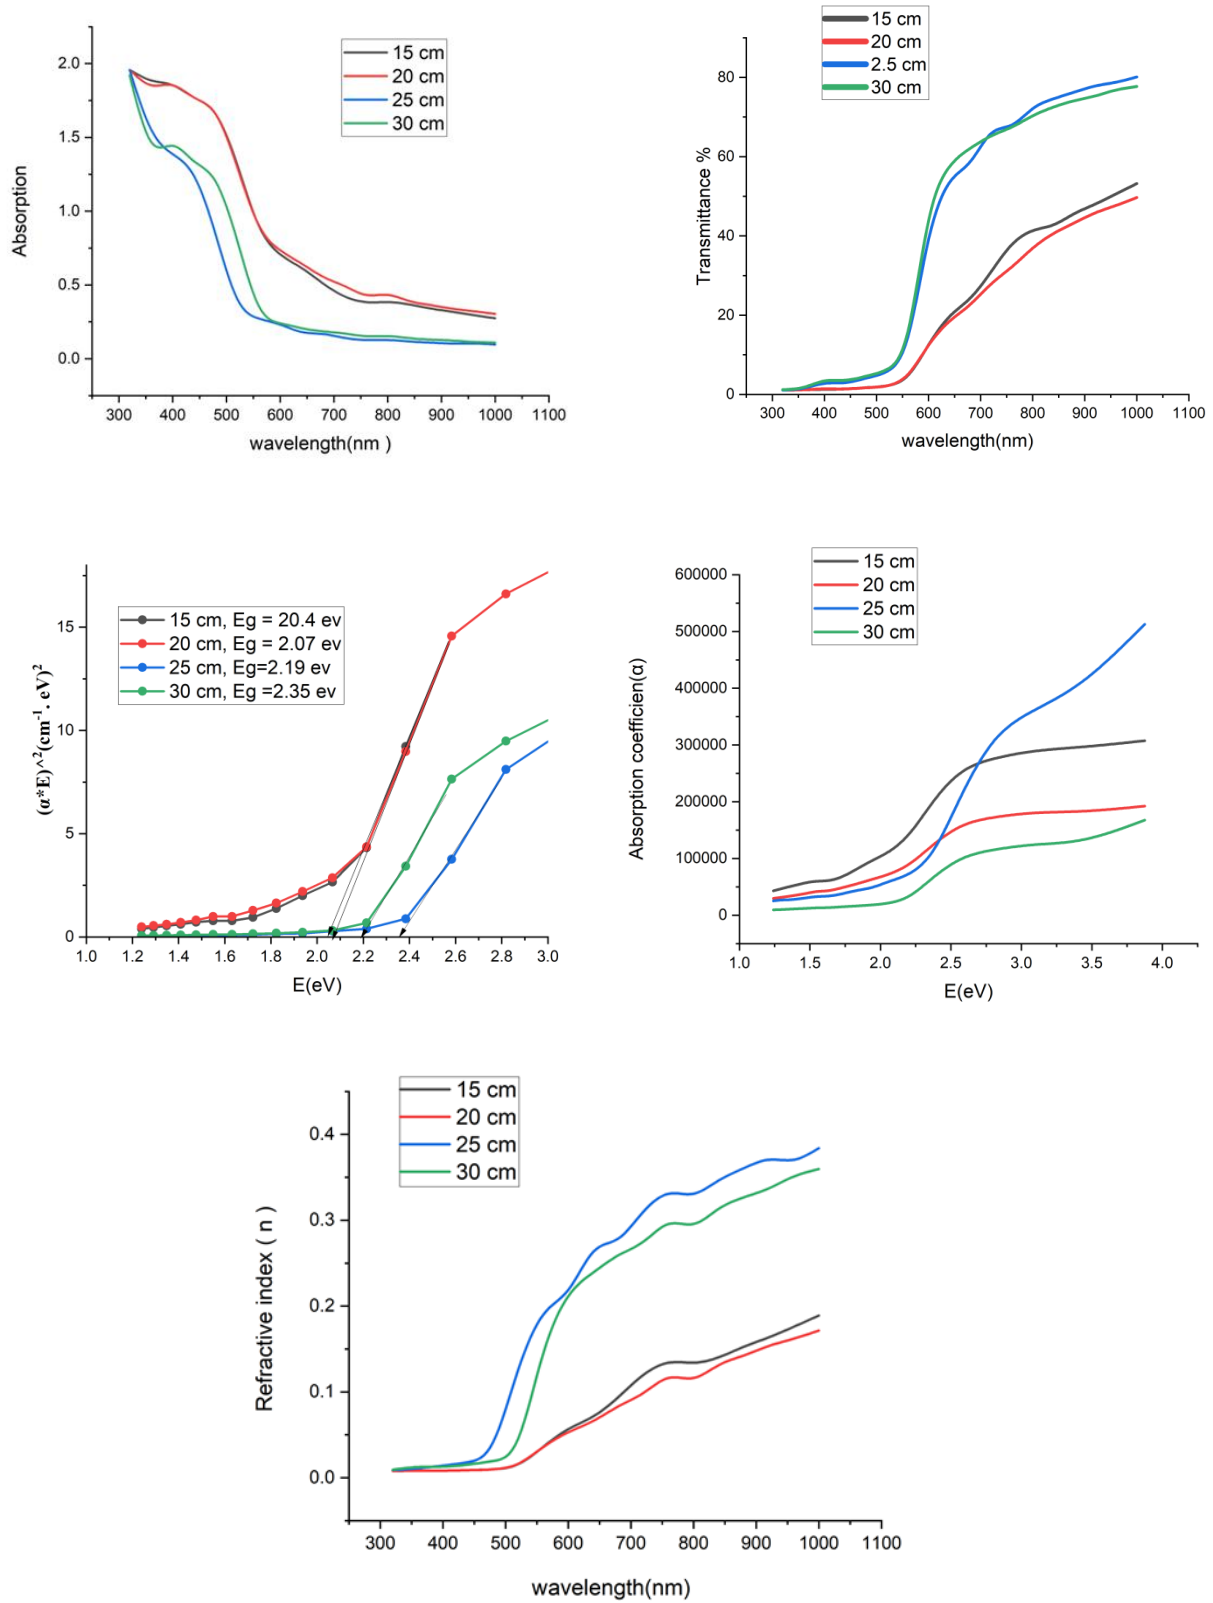 15 cm
20 cm
25 cm
30 cm
2.0
1.5
1.0
0.5
0.0
Absorption
300 400 500 600 700 800 900 1000 1100
wavelength(nm )
15 cm
20 cm
2.5 cm
30 cm
80
60
40
20
0
Transmittance %
300 400 500 600 700 800 900 1000 1100
wavelength(nm)
15 cm, Eg = 20.4 ev
20 cm, Eg = 2.07 ev
25 cm, Eg=2.19 ev
30 cm, Eg =2.35 ev
15
10
5
0
(α*E)^2(cm⁻¹. eV)²
1.0 1.2 1.4 1.6 1.8 2.0 2.2 2.4 2.6 2.8 3.0
E(eV)
15 cm
20 cm
25 cm
30 cm
600000
500000
400000
300000
200000
100000
0
Absorption coefficien(α)
1.0 1.5 2.0 2.5 3.0 3.5 4.0
E(eV)
15 cm
20 cm
25 cm
30 cm
0.4
0.3
0.2
0.1
0.0
Refractive index ( n )
300 400 500 600 700 800 900 1000 1100
wavelength(nm)